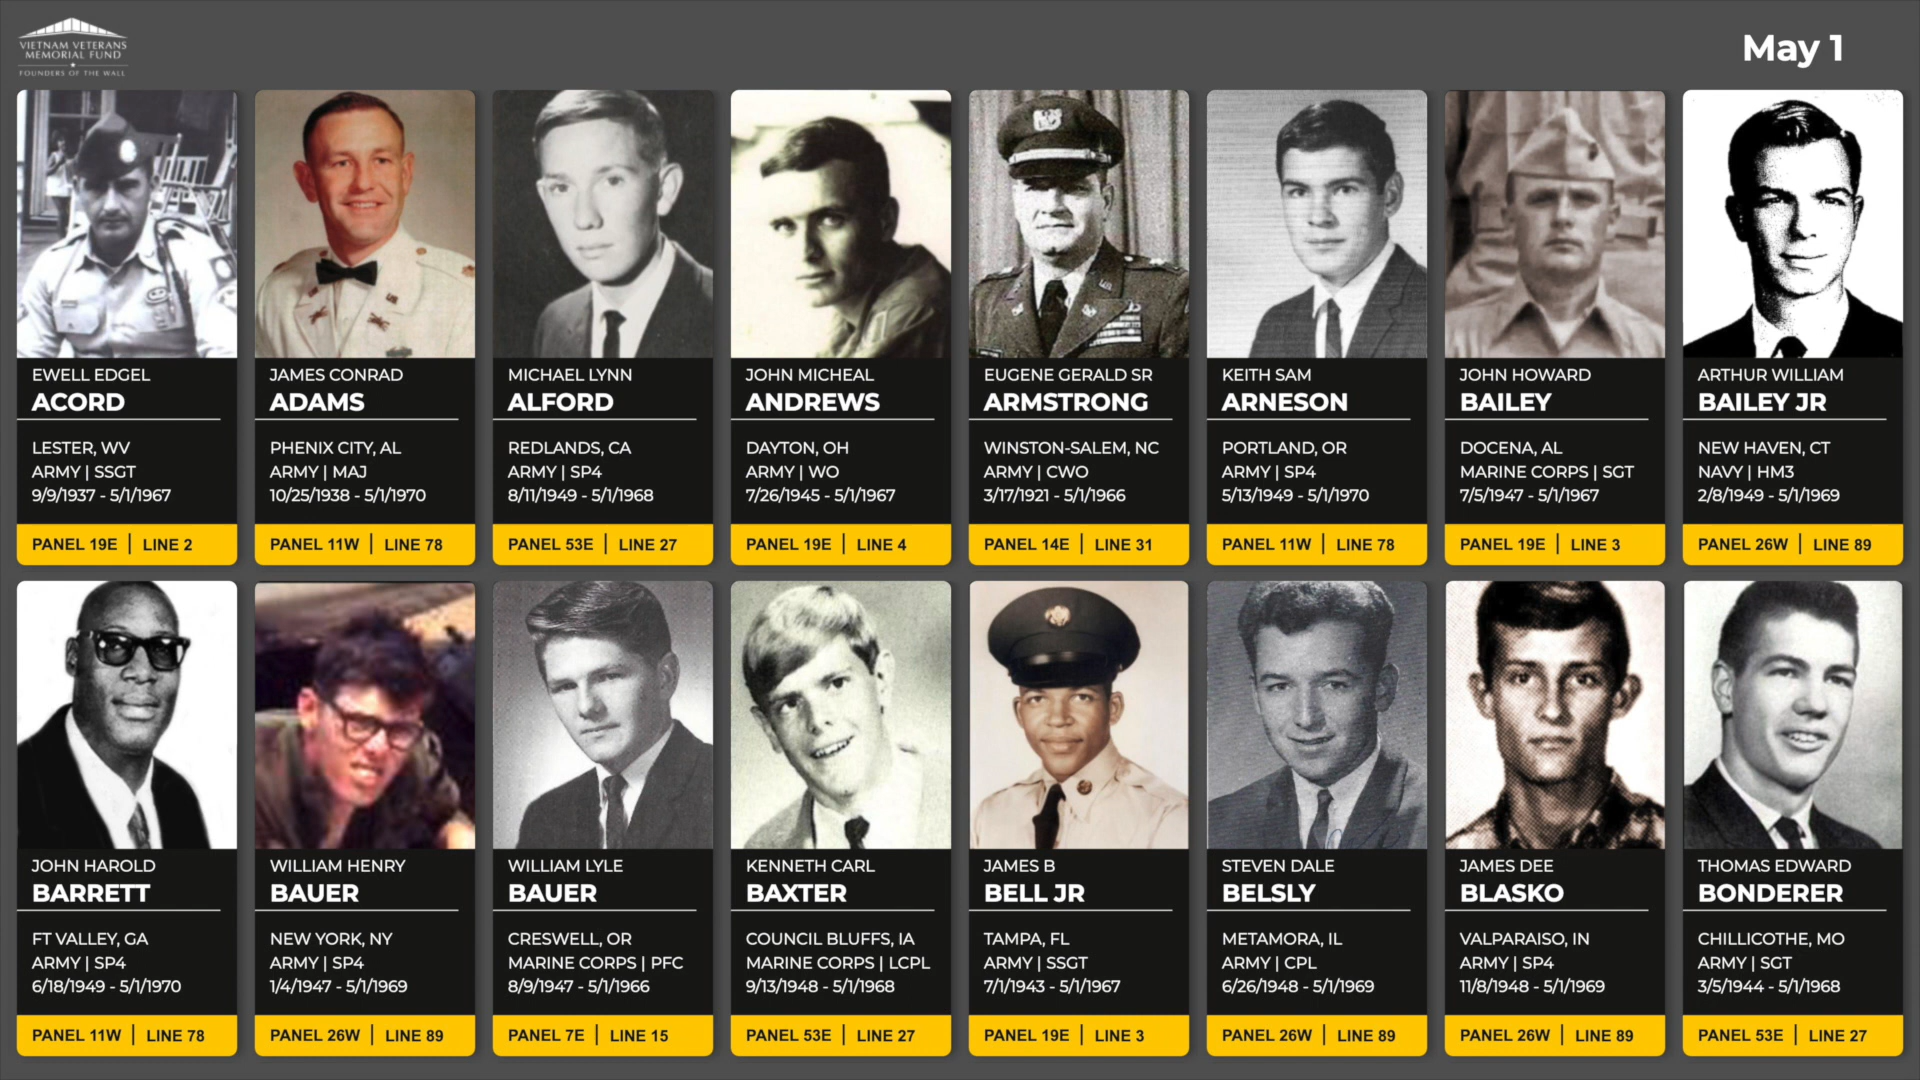 VIETNAM VETERANS
MEMORIAL FUND
FOUNDERS OF THE WALL
May 1
EWELL EDGEL
ACORD
LESTER, WV
ARMY | SSGT
9/9/1937 - 5/1/1967
PANEL 19E | LINE 2
JAMES CONRAD
ADAMS
PHENIX CITY, AL
ARMY | MAJ
10/25/1938 - 5/1/1970
PANEL 11W | LINE 78
MICHAEL LYNN
ALFORD
REDLANDS, CA
ARMY | SP4
8/11/1949 - 5/1/1968
PANEL 53E | LINE 27
JOHN MICHEAL
ANDREWS
DAYTON, OH
ARMY | WO
7/26/1945 - 5/1/1967
PANEL 19E | LINE 4
EUGENE GERALD SR
ARMSTRONG
WINSTON-SALEM, NC
ARMY | CWO
3/17/1921 - 5/1/1966
PANEL 14E | LINE 31
KEITH SAM
ARNESON
PORTLAND, OR
ARMY | SP4
5/13/1949 - 5/1/1970
PANEL 11W | LINE 78
JOHN HOWARD
BAILEY
DOCENA, AL
MARINE CORPS | SGT
7/5/1947 - 5/1/1967
PANEL 19E | LINE 3
ARTHUR WILLIAM
BAILEY JR
NEW HAVEN, CT
NAVY | HM3
2/8/1949 - 5/1/1969
PANEL 26W | LINE 89
JOHN HAROLD
BARRETT
FT VALLEY, GA
ARMY | SP4
6/18/1949 - 5/1/1970
PANEL 11W | LINE 78
WILLIAM HENRY
BAUER
NEW YORK, NY
ARMY | SP4
1/4/1947 - 5/1/1969
PANEL 26W | LINE 89
WILLIAM LYLE
BAUER
CRESWELL, OR
MARINE CORPS | PFC
8/9/1947 - 5/1/1966
PANEL 7E | LINE 15
KENNETH CARL
BAXTER
COUNCIL BLUFFS, IA
MARINE CORPS | LCPL
9/13/1948 - 5/1/1968
PANEL 53E | LINE 27
JAMES B
BELL JR
TAMPA, FL
ARMY | SSGT
7/1/1943 - 5/1/1967
PANEL 19E | LINE 3
STEVEN DALE
BELSLY
METAMORA, IL
ARMY | CPL
6/26/1948 - 5/1/1969
PANEL 26W | LINE 89
JAMES DEE
BLASKO
VALPARAISO, IN
ARMY | SP4
11/8/1948 - 5/1/1969
PANEL 26W | LINE 89
THOMAS EDWARD
BONDERER
CHILLICOTHE, MO
ARMY | SGT
3/5/1944 - 5/1/1968
PANEL 53E | LINE 27